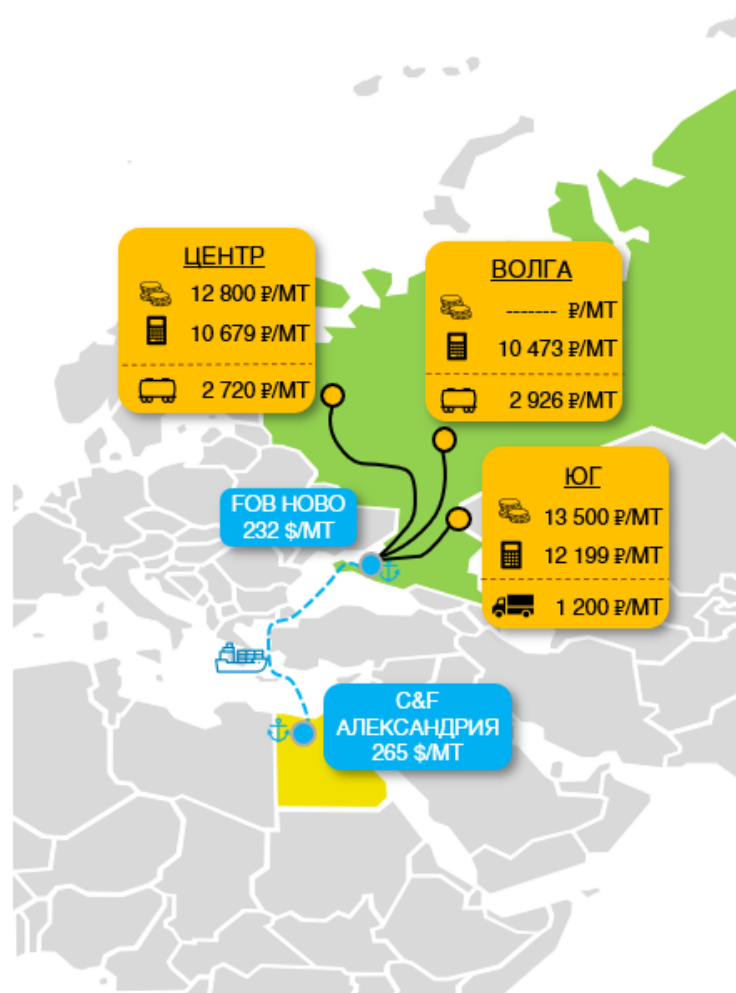 ЦЕНТР
12 800 ₽/МТ
10 679 ₽/МТ
2 720 ₽/МТ
ВОЛГА
------- ₽/МТ
10 473 ₽/МТ
2 926 ₽/МТ
ЮГ
13 500 ₽/МТ
12 199 ₽/МТ
1 200 ₽/МТ
FOB НОВО
232 $/МТ
C&F
АЛЕКСАНДРИЯ
265 $/МТ